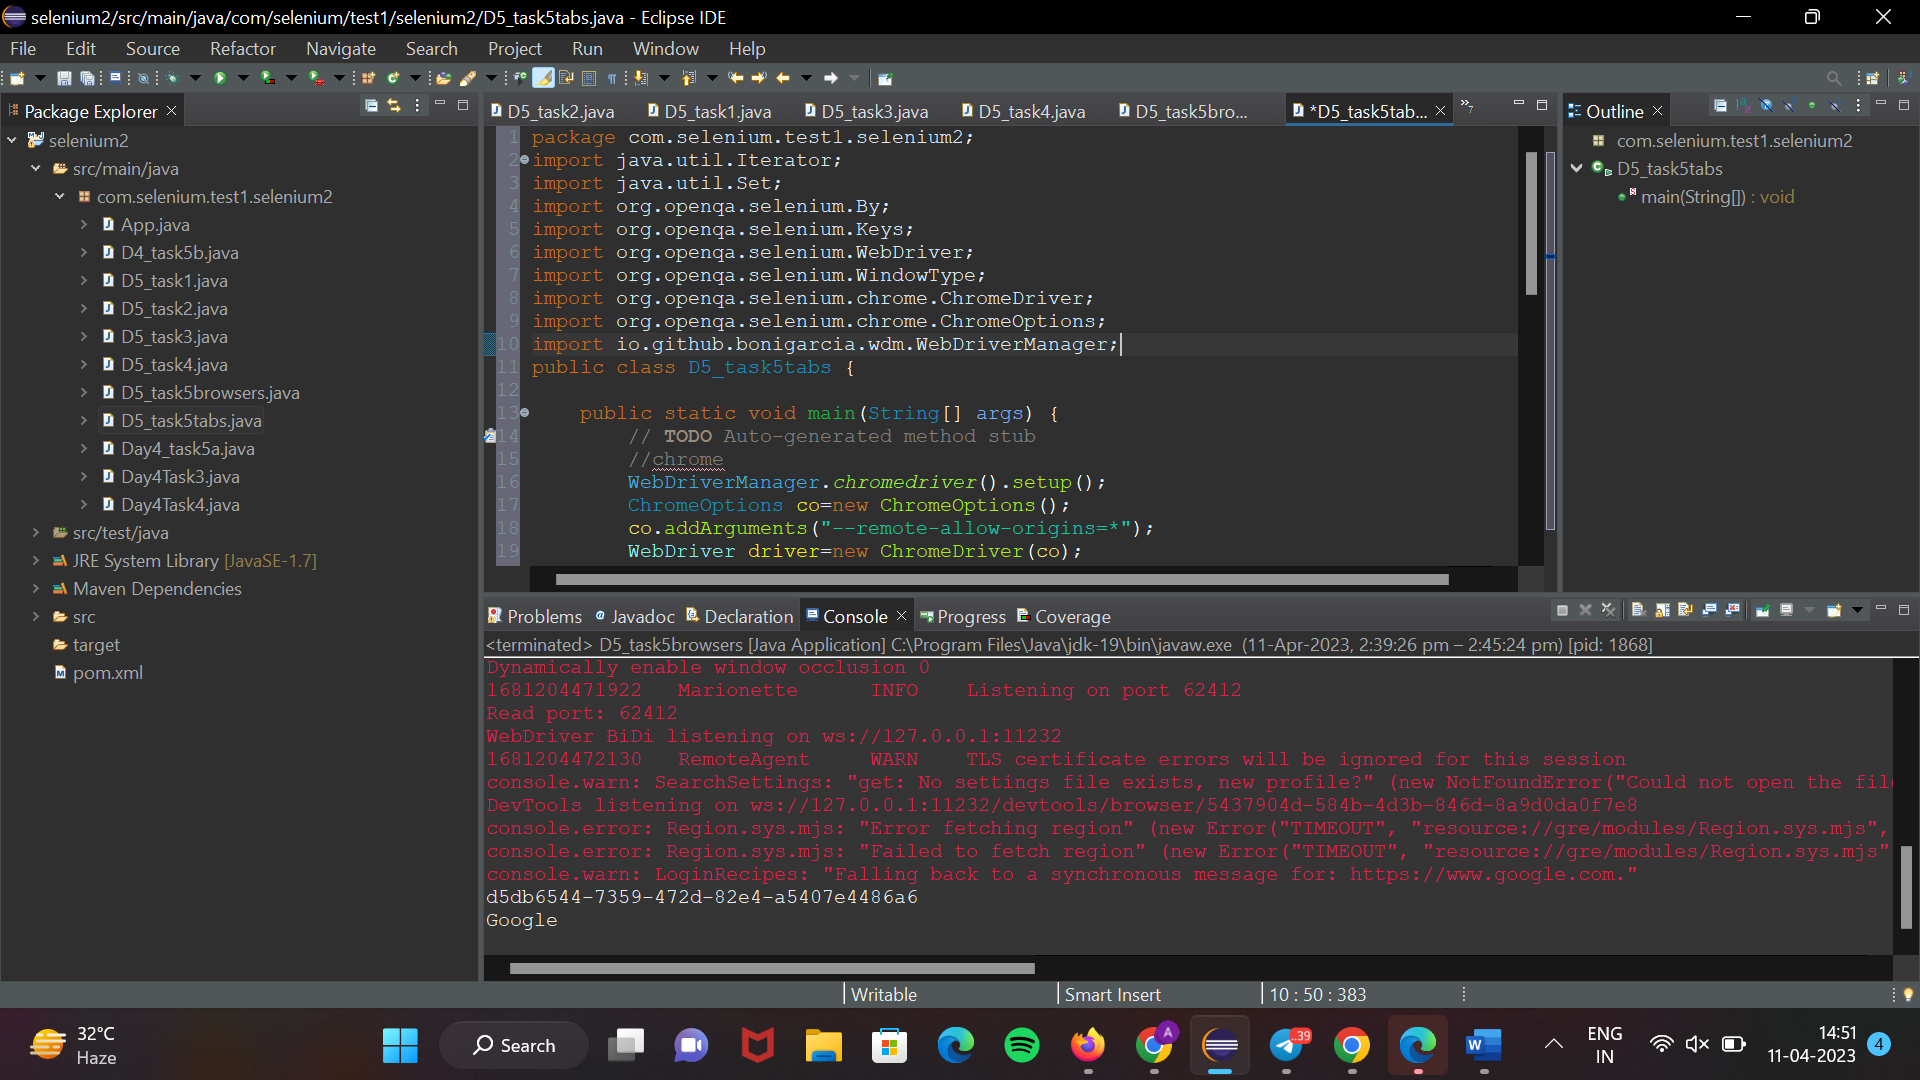 selenium2/src/main/java/com/selenium/test1/selenium2/D5_task5tabs.java - Eclipse IDE
File Edit Source Refactor Navigate Search Project Run Window Help
Package Explorer
selenium2
src/main/java
com.selenium.test1.selenium2
App.java
D4_task5b.java
D5_task1.java
D5_task2.java
D5_task3.java
D5_task4.java
D5_task5browsers.java
D5_task5tabs.java
Day4_task5a.java
Day4Task3.java
Day4Task4.java
src/test/java
JRE System Library [JavaSE-1.7]
Maven Dependencies
src
target
pom.xml
D5_task2.java D5_task1.java D5_task3.java D5_task4.java D5_task5bro... *D5_task5tab... »7
1 package com.selenium.test1.selenium2;
2 import java.util.Iterator;
3 import java.util.Set;
4 import org.openqa.selenium.By;
5 import org.openqa.selenium.Keys;
6 import org.openqa.selenium.WebDriver;
7 import org.openqa.selenium.WindowType;
8 import org.openqa.selenium.chrome.ChromeDriver;
9 import org.openqa.selenium.chrome.ChromeOptions;
10 import io.github.bonigarcia.wdm.WebDriverManager;
11 public class D5_task5tabs {
12
13 public static void main(String[] args) {
14 // TODO Auto-generated method stub
15 //chrome
16 WebDriverManager.chromedriver().setup();
17 ChromeOptions co=new ChromeOptions();
18 co.addArguments("--remote-allow-origins=*");
19 WebDriver driver=new ChromeDriver(co);
Outline
com.selenium.test1.selenium2
D5_task5tabs
main(String[]) : void
Problems Javadoc Declaration Console Progress Coverage
<terminated> D5_task5browsers [Java Application] C:\Program Files\Java\jdk-19\bin\javaw.exe (11-Apr-2023, 2:39:26 pm – 2:45:24 pm) [pid: 1868]
Dynamically enable window occlusion 0
1681204471922 Marionette INFO Listening on port 62412
Read port: 62412
WebDriver BiDi listening on ws://127.0.0.1:11232
1681204472130 RemoteAgent WARN TLS certificate errors will be ignored for this session
console.warn: SearchSettings: "get: No settings file exists, new profile?" (new NotFoundError("Could not open the file
DevTools listening on ws://127.0.0.1:11232/devtools/browser/5437904d-584b-4d3b-846d-8a9d0da0f7e8
console.error: Region.sys.mjs: "Error fetching region" (new Error("TIMEOUT", "resource://gre/modules/Region.sys.mjs",
console.error: Region.sys.mjs: "Failed to fetch region" (new Error("TIMEOUT", "resource://gre/modules/Region.sys.mjs"
console.warn: LoginRecipes: "Falling back to a synchronous message for: https://www.google.com."
d5db6544-7359-472d-82e4-a5407e4486a6
Google
Writable Smart Insert 10 : 50 : 383
32°C
Haze
Search
A
39
ENG
IN
14:51
11-04-2023
4